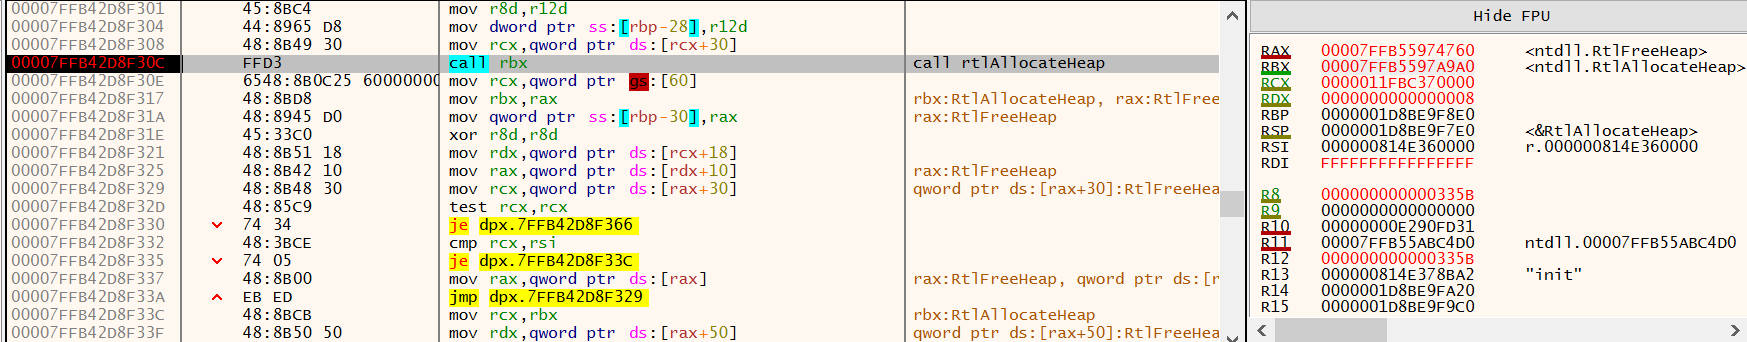 00007FFB42D8F301 45:8BC4 mov r8d,r12d
00007FFB42D8F304 44:8965 D8 mov dword ptr ss:[rbp-28],r12d
00007FFB42D8F308 48:8B49 30 mov rcx,qword ptr ds:[rcx+30]
00007FFB42D8F30C FFD3 call rbx call rtlAllocateHeap
00007FFB42D8F30E 6548:8B0C25 60000000 mov rcx,qword ptr gs:[60]
00007FFB42D8F317 48:8BD8 mov rbx,rax rbx:RtlAllocateHeap, rax:RtlFree
00007FFB42D8F31A 48:8945 D0 mov qword ptr ss:[rbp-30],rax rax:RtlFreeHeap
00007FFB42D8F31E 45:33C0 xor r8d,r8d
00007FFB42D8F321 48:8B51 18 mov rdx,qword ptr ds:[rcx+18]
00007FFB42D8F325 48:8B42 10 mov rax,qword ptr ds:[rdx+10] rax:RtlFreeHeap
00007FFB42D8F329 48:8B48 30 mov rcx,qword ptr ds:[rax+30] qword ptr ds:[rax+30]:RtlFreeHea
00007FFB42D8F32D 48:85C9 test rcx,rcx
00007FFB42D8F330 74 34 je dpx.7FFB42D8F366
00007FFB42D8F332 48:3BCE cmp rcx,rsi
00007FFB42D8F335 74 05 je dpx.7FFB42D8F33C
00007FFB42D8F337 48:8B00 mov rax,qword ptr ds:[rax] rax:RtlFreeHeap, qword ptr ds:[r
00007FFB42D8F33A EB ED jmp dpx.7FFB42D8F329
00007FFB42D8F33C 48:8BCB mov rcx,rbx rbx:RtlAllocateHeap
00007FFB42D8F33F 48:8B50 50 mov rdx,qword ptr ds:[rax+50] qword ptr ds:[rax+50]:RtlFreeHea
Hide FPU
RAX 00007FFB55974760 <ntdll.RtlFreeHeap>
RBX 00007FFB5597A9A0 <ntdll.RtlAllocateHeap>
RCX 0000011FBC370000
RDX 0000000000000008
RBP 0000001D8BE9F8E0
RSP 0000001D8BE9F7E0 <&RtlAllocateHeap>
RSI 000000814E360000 r.000000814E360000
RDI FFFFFFFFFFFFFFFF
R8 000000000000335B
R9 0000000000000000
R10 00000000E290FD31
R11 00007FFB55ABC4D0 ntdll.00007FFB55ABC4D0
R12 000000000000335B
R13 000000814E378BA2 "init"
R14 0000001D8BE9FA20
R15 0000001D8BE9F9C0